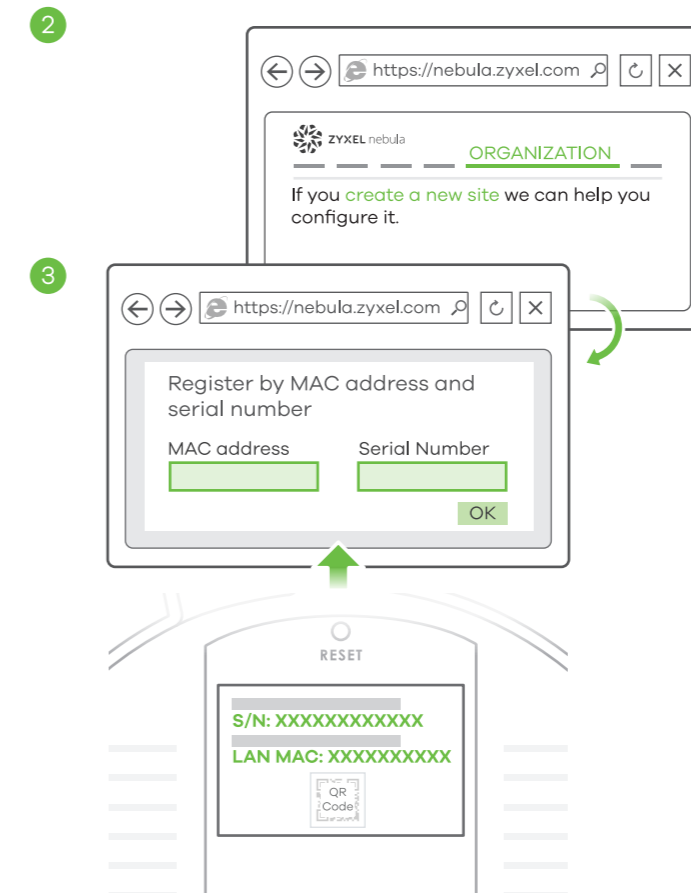 2
https://nebula.zyxel.com
ZYXEL nebula
ORGANIZATION
If you create a new site we can help you
configure it.
3
https://nebula.zyxel.com
Register by MAC address and
serial number
MAC address Serial Number
OK
RESET
S/N: XXXXXXXXXXXX
LAN MAC: XXXXXXXXXX
QR
Code